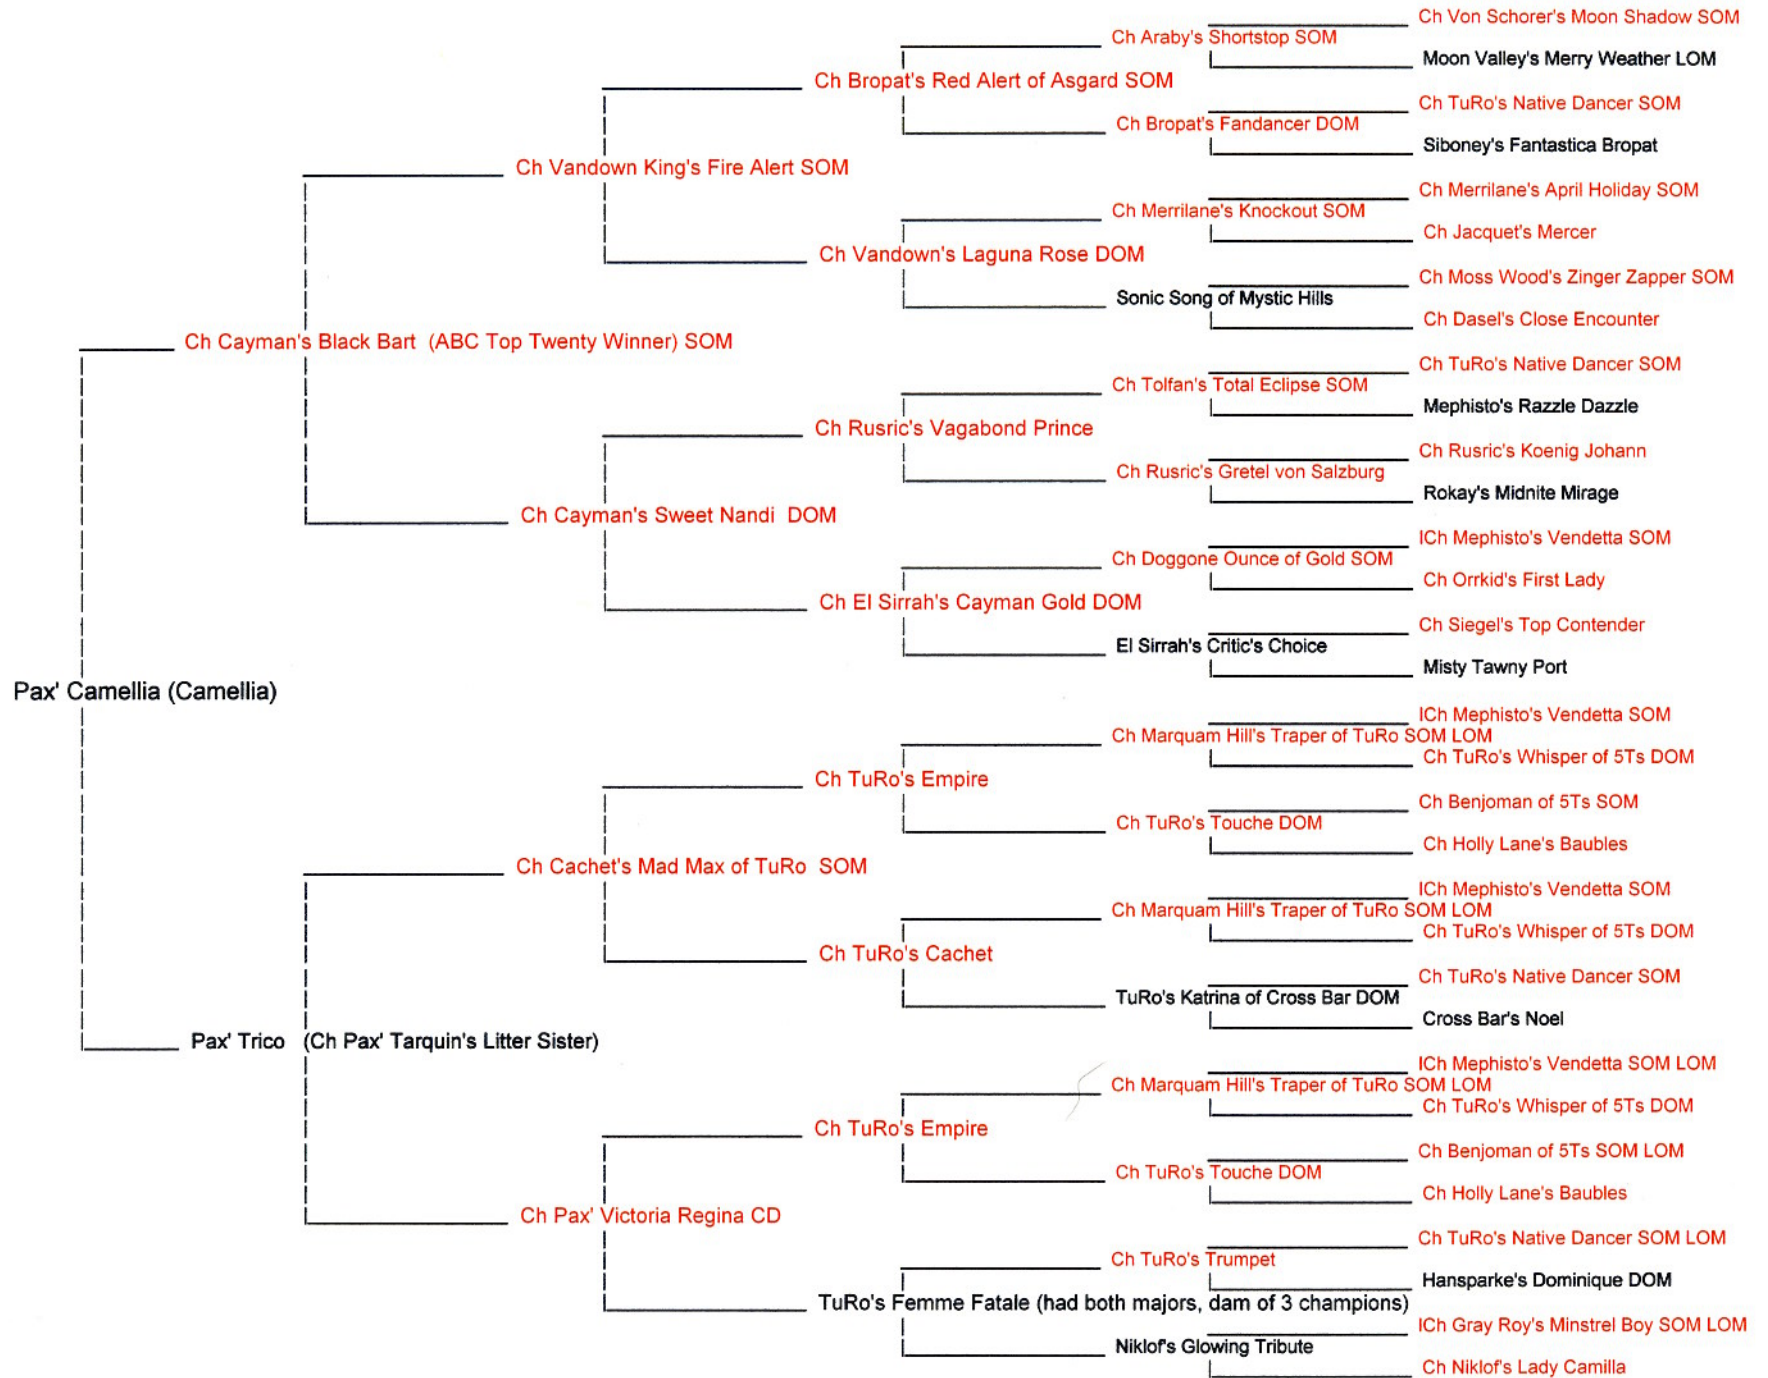 Ch Von Schorer's Moon Shadow SOM
Ch Araby's Shortstop SOM
Moon Valley's Merry Weather LOM
Ch Bropat's Red Alert of Asgard SOM
Ch TuRo's Native Dancer SOM
Ch Bropat's Fandancer DOM
Siboney's Fantastica Bropat
Ch Vandown King's Fire Alert SOM
Ch Merrilane's April Holiday SOM
Ch Merrilane's Knockout SOM
Ch Jacquet's Mercer
Ch Vandown's Laguna Rose DOM
Ch Moss Wood's Zinger Zapper SOM
Sonic Song of Mystic Hills
Ch Dasel's Close Encounter
Ch Cayman's Black Bart (ABC Top Twenty Winner) SOM
Ch TuRo's Native Dancer SOM
Ch Tolfan's Total Eclipse SOM
Mephisto's Razzle Dazzle
Ch Rusric's Vagabond Prince
Ch Rusric's Koenig Johann
Ch Rusric's Gretel von Salzburg
Rokay's Midnite Mirage
Ch Cayman's Sweet Nandi DOM
ICh Mephisto's Vendetta SOM
Ch Doggone Ounce of Gold SOM
Ch Orrkid's First Lady
Ch El Sirrah's Cayman Gold DOM
Ch Siegel's Top Contender
El Sirrah's Critic's Choice
Misty Tawny Port
Pax' Camellia (Camellia)
ICh Mephisto's Vendetta SOM
Ch Marquam Hill's Traper of TuRo SOM LOM
Ch TuRo's Whisper of 5Ts DOM
Ch TuRo's Empire
Ch Benjoman of 5Ts SOM
Ch TuRo's Touche DOM
Ch Holly Lane's Baubles
Ch Cachet's Mad Max of TuRo SOM
ICh Mephisto's Vendetta SOM
Ch Marquam Hill's Traper of TuRo SOM LOM
Ch TuRo's Whisper of 5Ts DOM
Ch TuRo's Cachet
Ch TuRo's Native Dancer SOM
TuRo's Katrina of Cross Bar DOM
Cross Bar's Noel
Pax' Trico (Ch Pax' Tarquin's Litter Sister)
ICh Mephisto's Vendetta SOM LOM
Ch Marquam Hill's Traper of TuRo SOM LOM
Ch TuRo's Whisper of 5Ts DOM
Ch TuRo's Empire
Ch Benjoman of 5Ts SOM LOM
Ch TuRo's Touche DOM
Ch Holly Lane's Baubles
Ch Pax' Victoria Regina CD
Ch TuRo's Native Dancer SOM LOM
Ch TuRo's Trumpet
Hansparke's Dominique DOM
TuRo's Femme Fatale (had both majors, dam of 3 champions)
ICh Gray Roy's Minstrel Boy SOM LOM
Niklof's Glowing Tribute
Ch Niklof's Lady Camilla